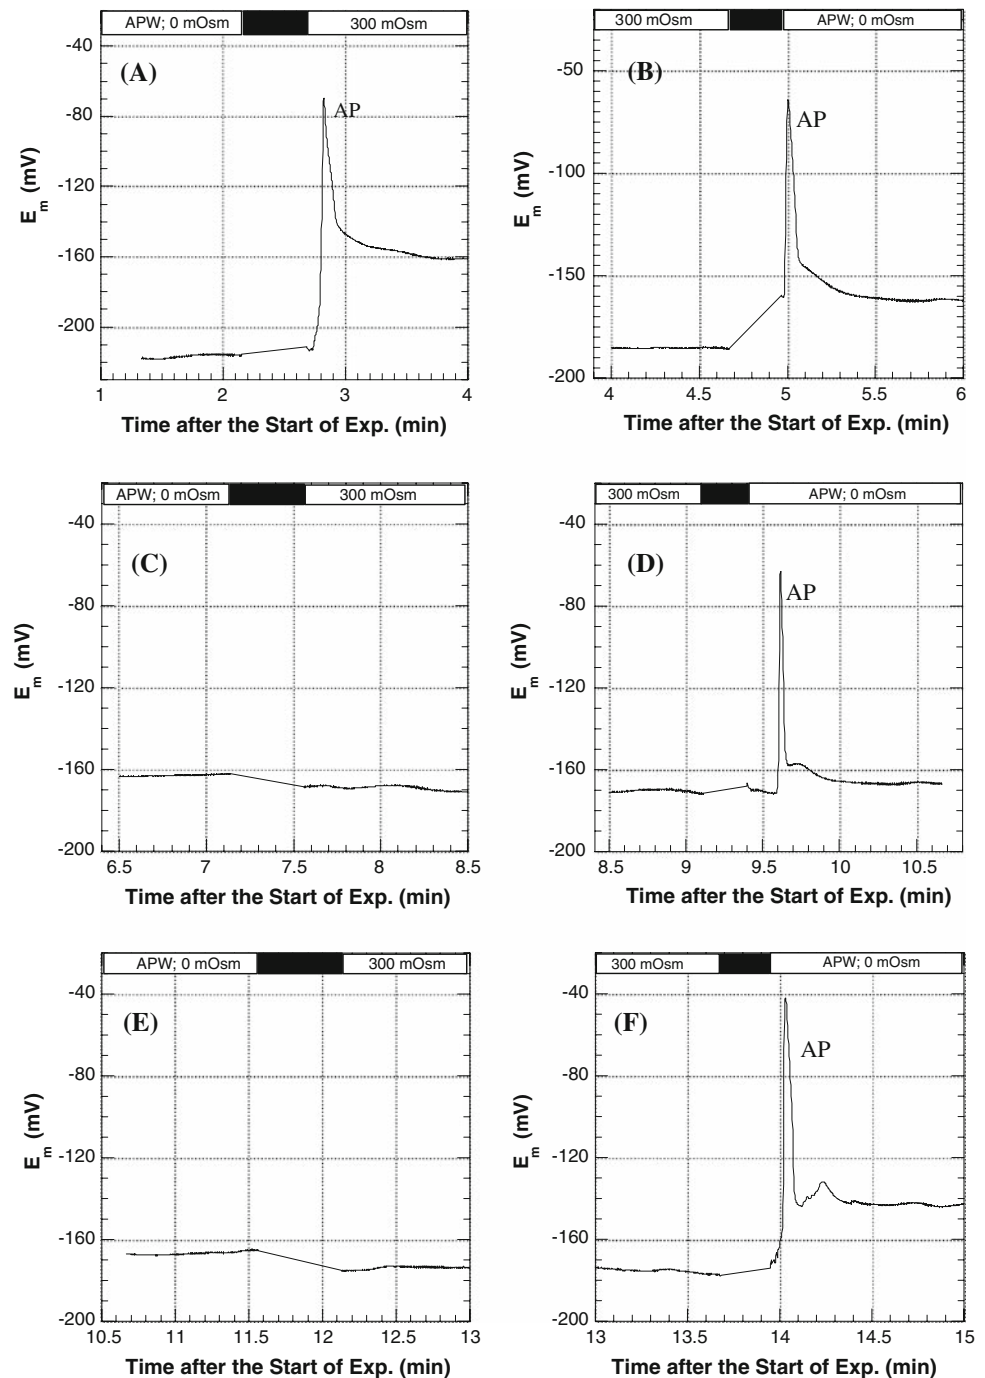 APW; 0 mOsm 300 mOsm
(A)
AP
-40
-80
-120
-160
-200
E_m (mV)
1 2 3 4
Time after the Start of Exp. (min)
300 mOsm APW; 0 mOsm
(B)
AP
-50
-100
-150
-200
E_m (mV)
4 4.5 5 5.5 6
Time after the Start of Exp. (min)
APW; 0 mOsm 300 mOsm
(C)
-40
-80
-120
-160
-200
E_m (mV)
6.5 7 7.5 8 8.5
Time after the Start of Exp. (min)
300 mOsm APW; 0 mOsm
(D)
AP
-40
-80
-120
-160
-200
E_m (mV)
8.5 9 9.5 10 10.5
Time after the Start of Exp. (min)
APW; 0 mOsm 300 mOsm
(E)
-40
-80
-120
-160
-200
E_m (mV)
10.5 11 11.5 12 12.5 13
Time after the Start of Exp. (min)
300 mOsm APW; 0 mOsm
(F)
AP
-40
-80
-120
-160
-200
E_m (mV)
13 13.5 14 14.5 15
Time after the Start of Exp. (min)